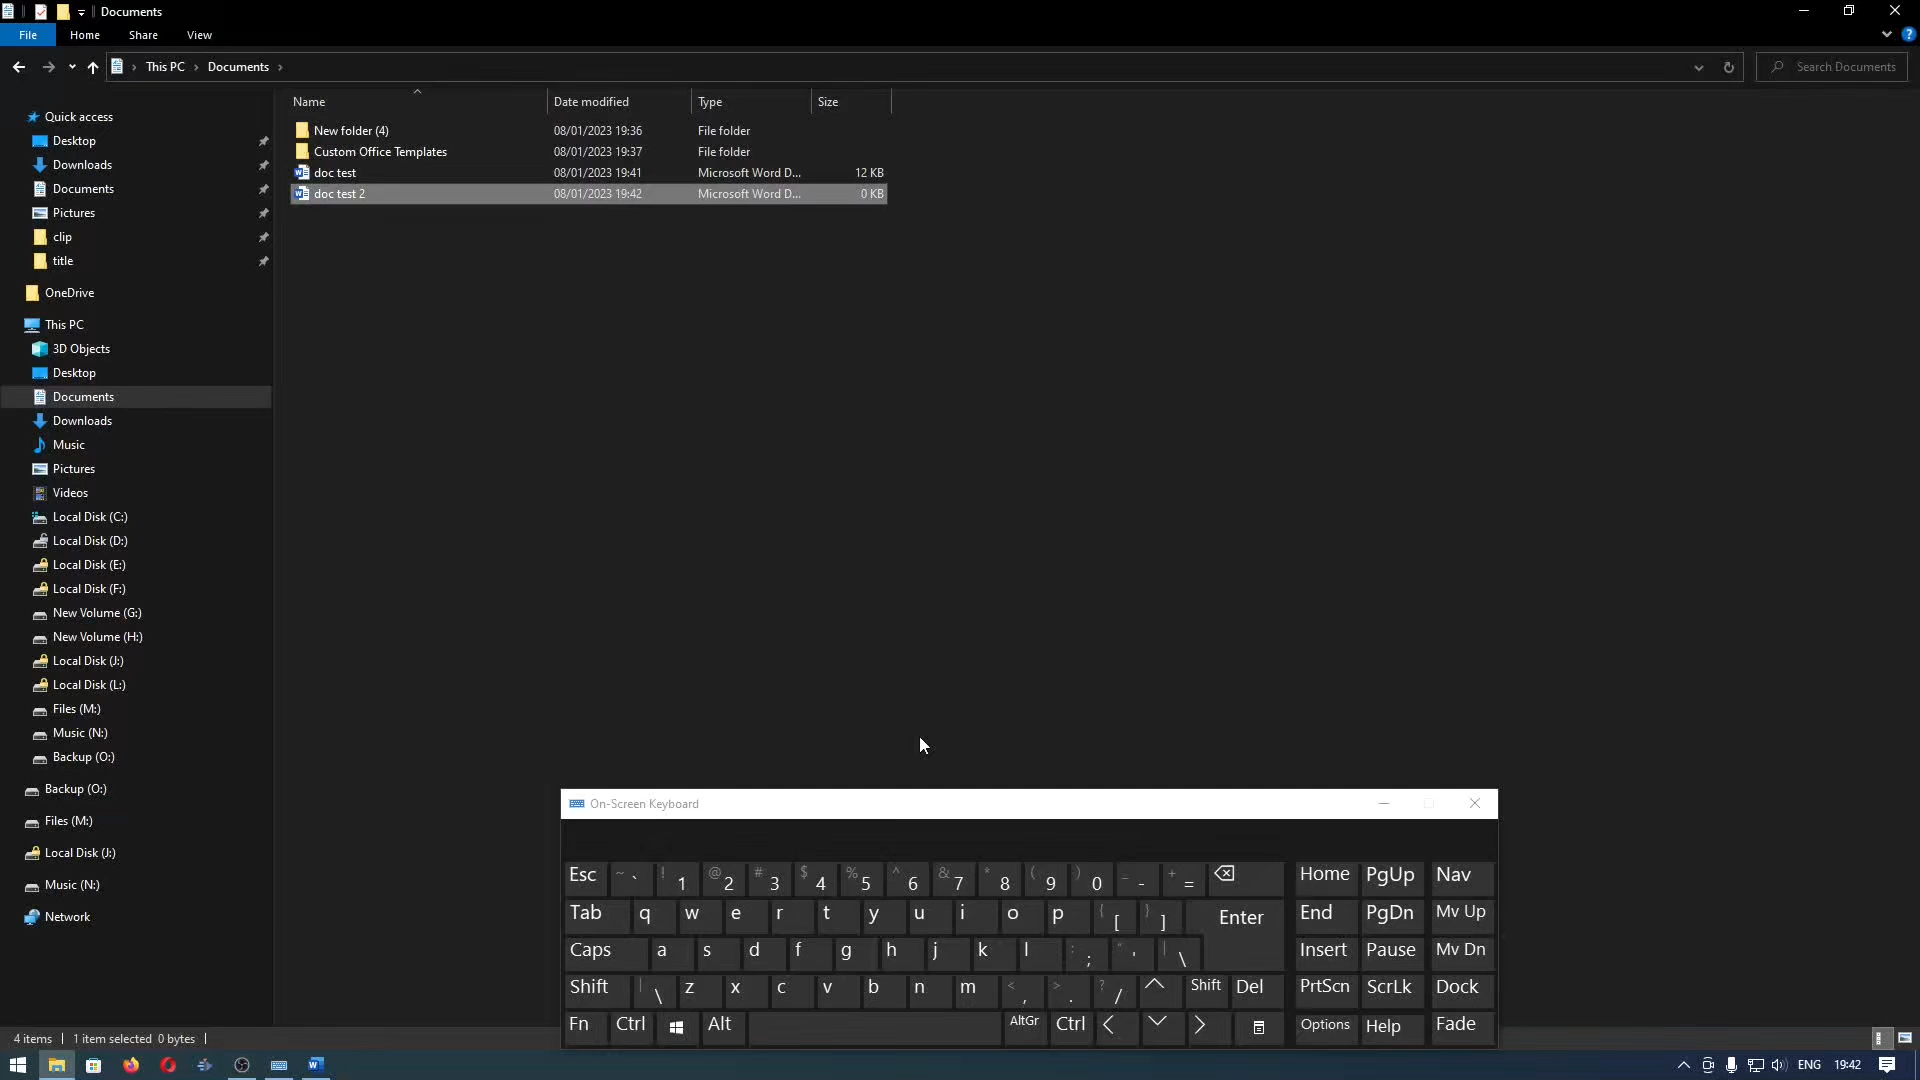 Documents
File Home Share View
This PC Documents
Search Documents
Name Date modified Type Size
New folder (4) 08/01/2023 19:36 File folder
Custom Office Templates 08/01/2023 19:37 File folder
doc test 08/01/2023 19:41 Microsoft Word D... 12 KB
doc test 2 08/01/2023 19:42 Microsoft Word D... 0 KB
Quick access
Desktop
Downloads
Documents
Pictures
clip
title
OneDrive
This PC
3D Objects
Desktop
Documents
Downloads
Music
Pictures
Videos
Local Disk (C:)
Local Disk (D:)
Local Disk (E:)
Local Disk (F:)
New Volume (G:)
New Volume (H:)
Local Disk (J:)
Local Disk (L:)
Files (M:)
Music (N:)
Backup (O:)
Backup (O:)
Files (M:)
Local Disk (J:)
Music (N:)
Network
On-Screen Keyboard
Esc ~ ` ! 1 @ 2 # 3 $ 4 % 5 ^ 6 & 7 * 8 ( 9 ) 0 _ - + = Home PgUp Nav
Tab q w e r t y u i o p { [ } ] Enter End PgDn Mv Up
Caps a s d f g h j k l : ; " ' | \ Insert Pause Mv Dn
Shift | \ z x c v b n m < , > . ? / Shift Del PrtScn ScrLk Dock
Fn Ctrl Alt AltGr Ctrl Options Help Fade
4 items 1 item selected 0 bytes
ENG 19:42